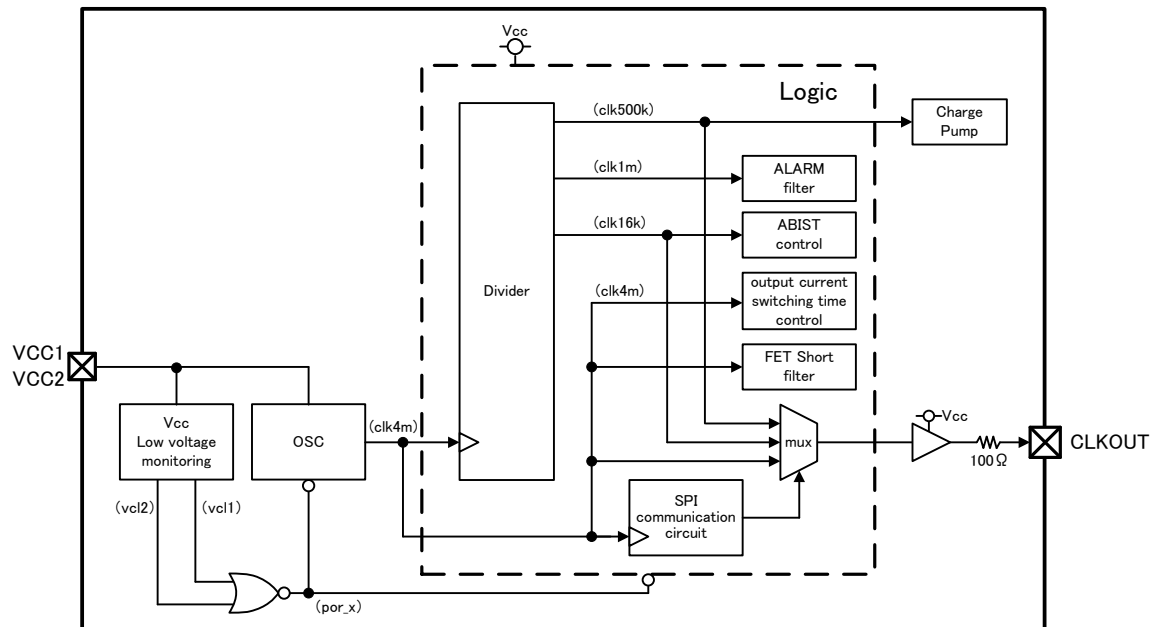 Vcc
Logic
(clk500k)
Charge
Pump
(clk1m)
ALARM
filter
(clk16k)
ABIST
control
Divider
(clk4m)
output current
switching time
control
VCC1
VCC2
FET Short
filter
Vcc
Low voltage
monitoring
OSC
(clk4m)
mux
Vcc
100Ω
CLKOUT
(vcl2)
(vcl1)
SPI
communication
circuit
(por_x)